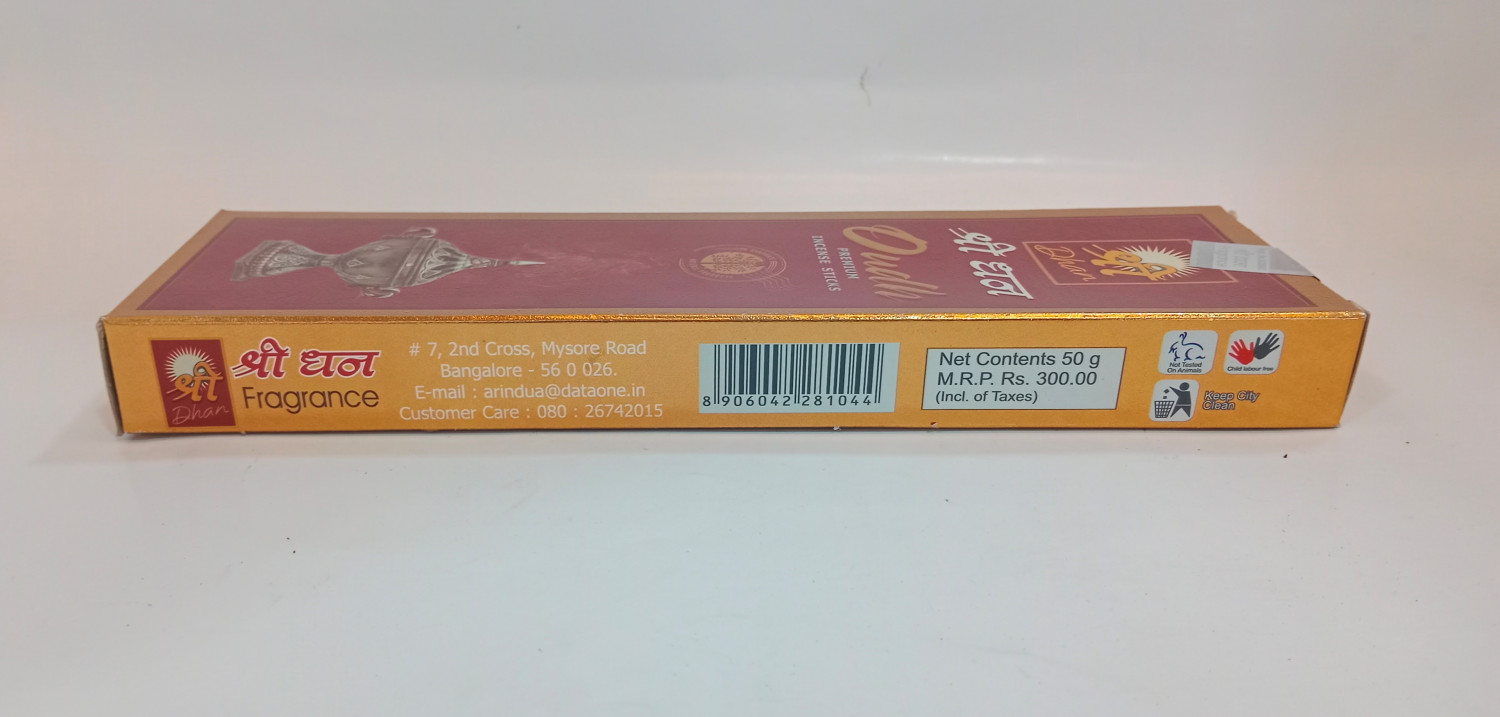 श्री
Dhan
श्री धन
Oudh
PREMIUM
INCENSE STICKS
श्री
Dhan
श्री धन
Fragrance
# 7, 2nd Cross, Mysore Road
Bangalore - 56 0 026.
E-mail : arindua@dataone.in
Customer Care : 080 : 26742015
8 906042 281044
Net Contents 50 g
M.R.P. Rs. 300.00
(Incl. of Taxes)
Not Tested
On Animals
Child labour free
Keep City
Clean